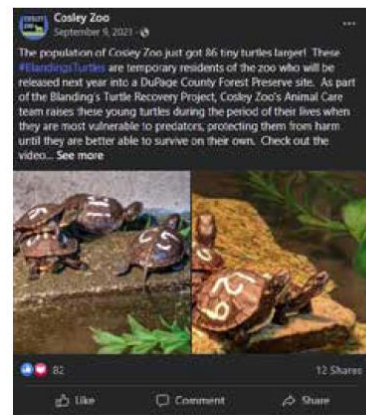 Cosley Zoo
September 9, 2021
The population of Cosley Zoo just got 86 tiny turtles larger! These
#BlandingsTurtles are temporary residents of the zoo who will be
released next year into a DuPage County Forest Preserve site. As part
of the Blanding's Turtle Recovery Project, Cosley Zoo's Animal Care
team raises these young turtles during the period of their lives when
they are most vulnerable to predators, protecting them from harm
until they are better able to survive on their own. Check out the
video... See more
129
82
12 Shares
Like Comment Share